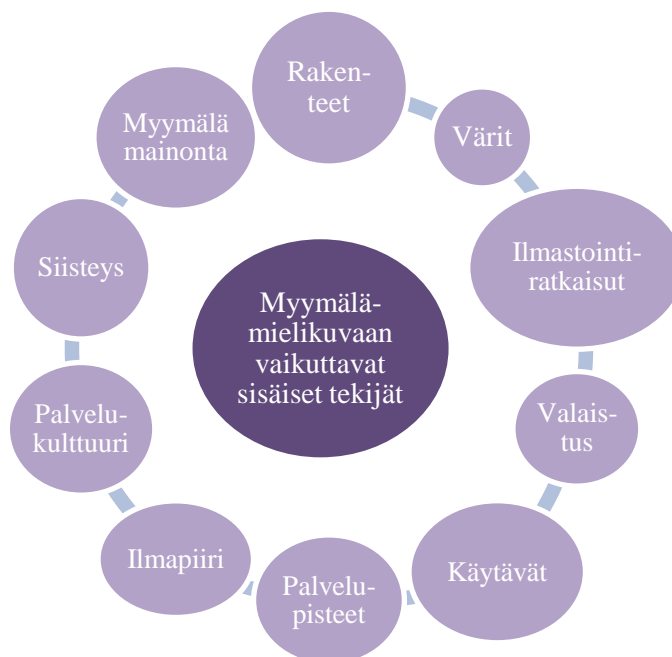 Raken-
teet
Värit
Ilmastointi-
ratkaisut
Valais-
tus
Käytävät
Palvelu-
pisteet
Ilmapiiri
Palvelu-
kulttuuri
Siisteys
Myymälä
mainonta
Myymälä-
mielikuvaan
vaikuttavat
sisäiset tekijät